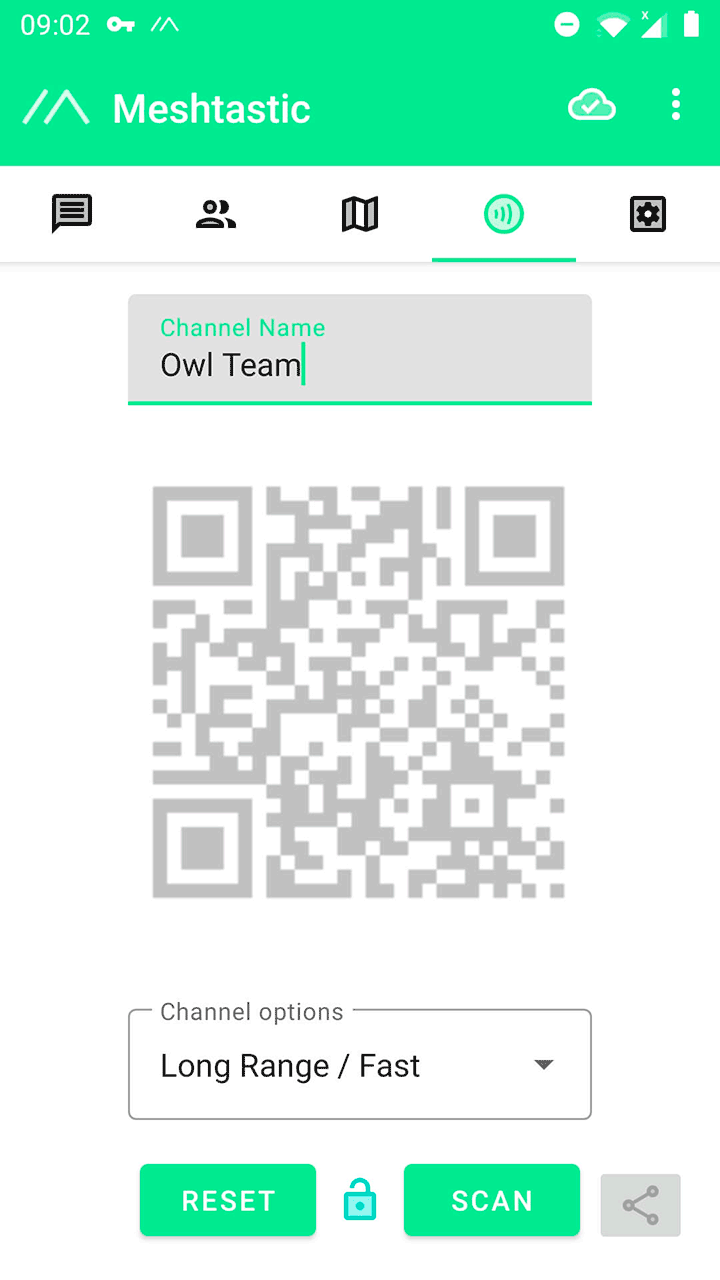 09:02
Meshtastic
Channel Name
Owl Team
Channel options
Long Range / Fast
RESET
SCAN